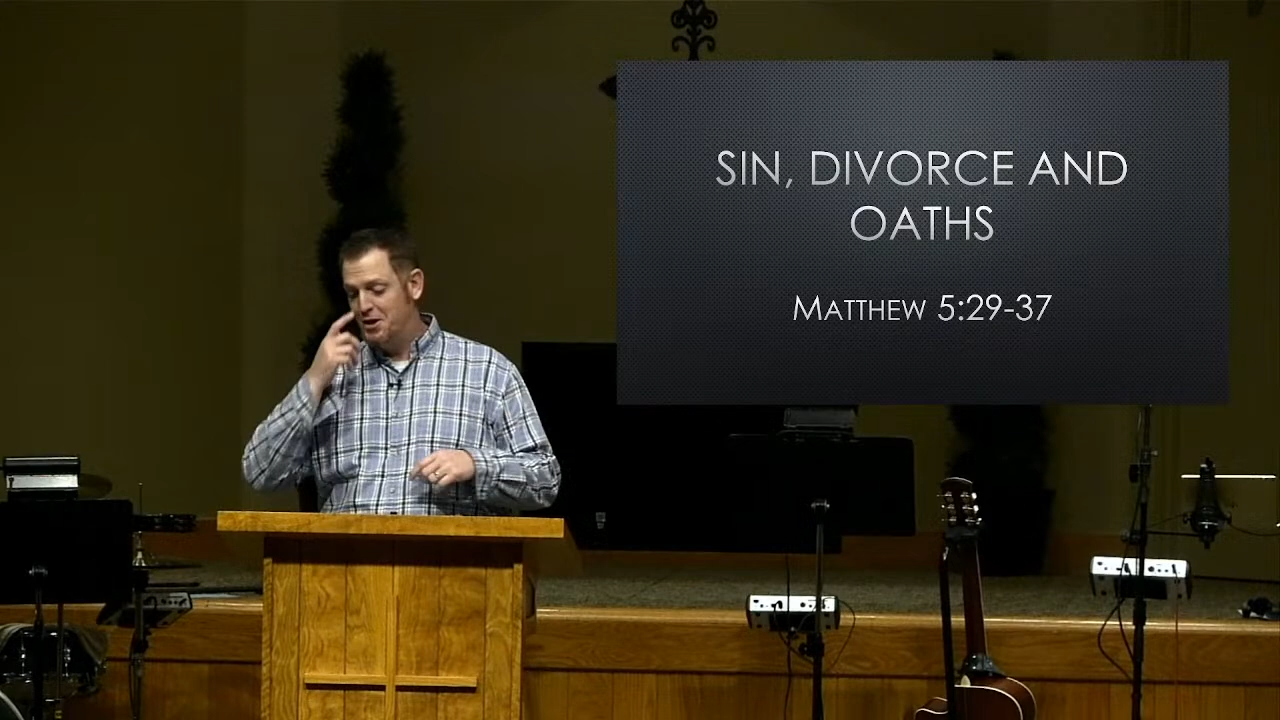 SIN, DIVORCE AND
OATHS
MATTHEW 5:29-37